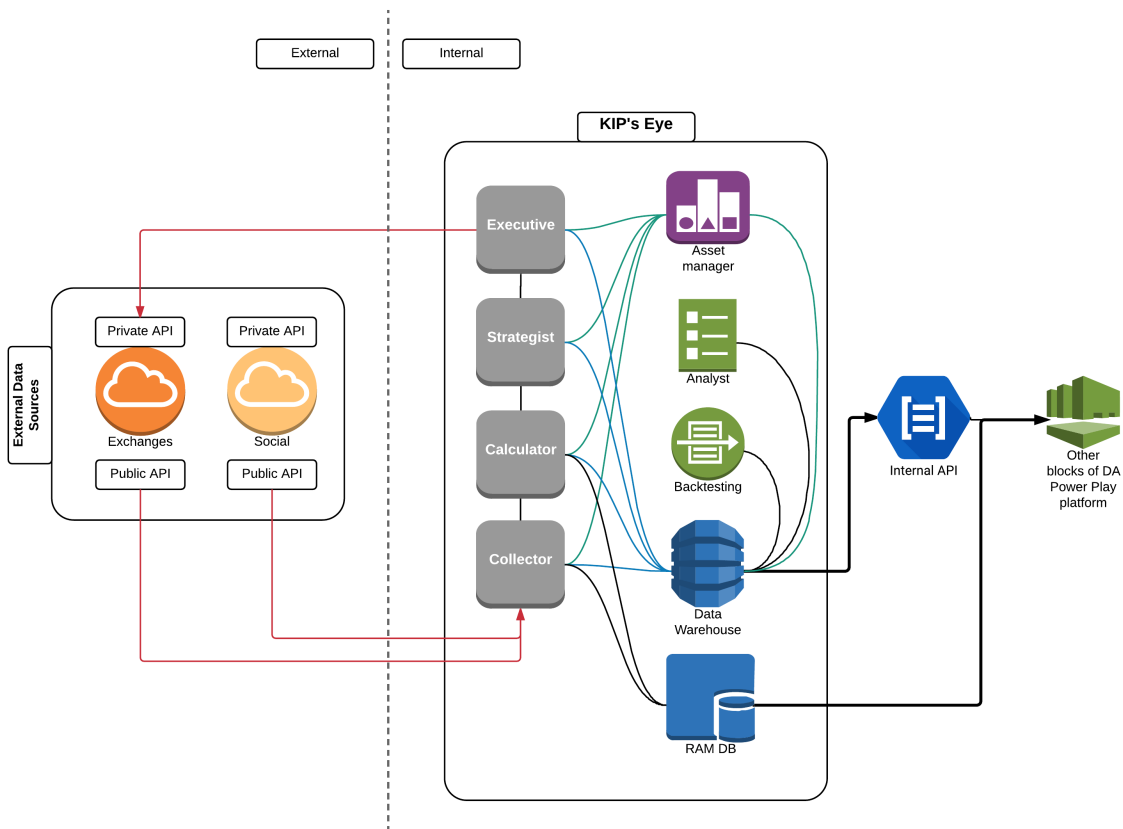 External
Internal
KIP's Eye
Executive
Asset
manager
Private API
Private API
Strategist
External Data
Sources
Analyst
Exchanges
Social
Calculator
Public API
Public API
Backtesting
Internal API
Other
blocks of DA
Power Play
platform
Collector
Data
Warehouse
RAM DB